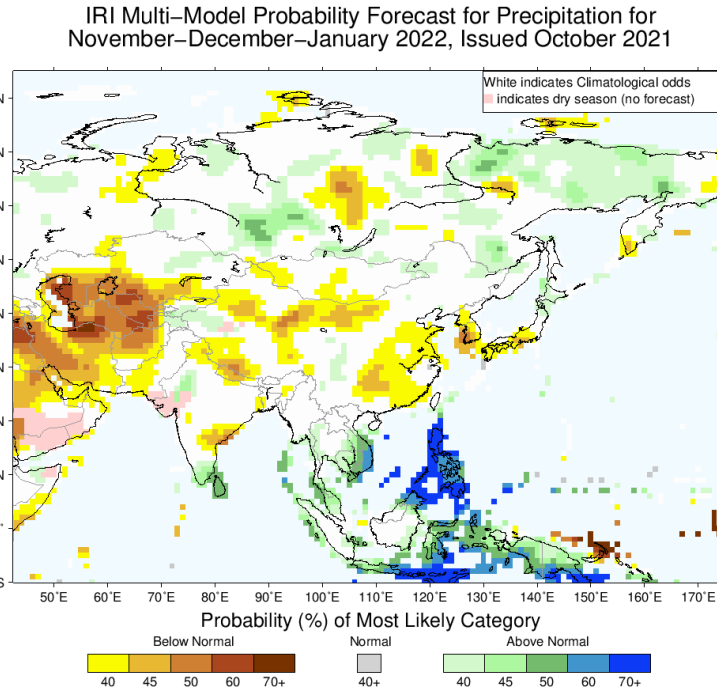 IRI Multi−Model Probability Forecast for Precipitation for
November−December−January 2022, Issued October 2021
White indicates Climatological odds
indicates dry season (no forecast)
N
N
N
N
N
N
N
N
S
50°E 60°E 70°E 80°E 90°E 100°E 110°E 120°E 130°E 140°E 150°E 160°E 170°E
Probability (%) of Most Likely Category
Below Normal Normal Above Normal
40 45 50 60 70+ 40+ 40 45 50 60 70+